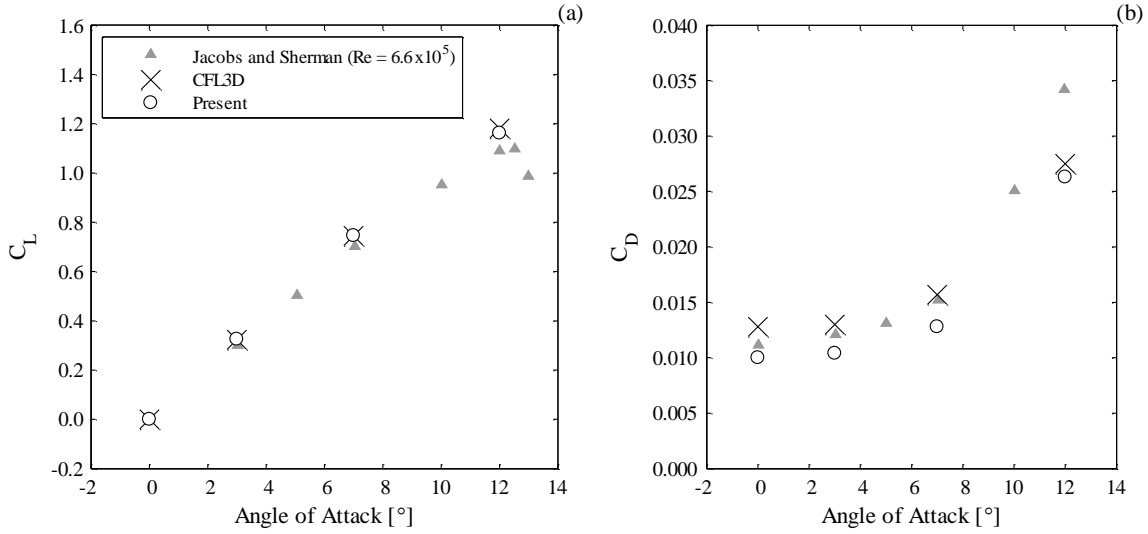 (a)
1.6
1.4
1.2
1.0
0.8
0.6
0.4
0.2
0.0
-0.2
C_L
Jacobs and Sherman (Re = 6.6x10^5)
CFL3D
Present
-2 0 2 4 6 8 10 12 14
Angle of Attack [°]
(b)
0.040
0.035
0.030
0.025
0.020
0.015
0.010
0.005
0.000
C_D
-2 0 2 4 6 8 10 12 14
Angle of Attack [°]